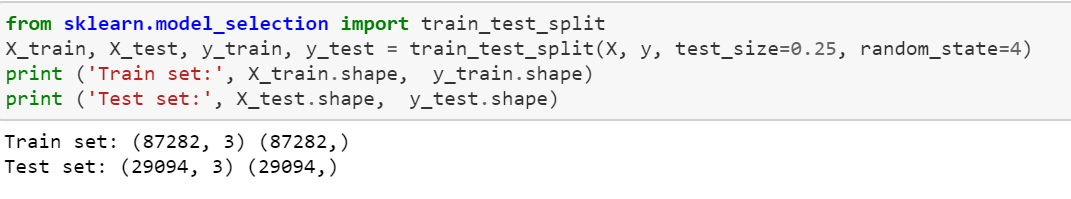 from sklearn.model_selection import train_test_split
X_train, X_test, y_train, y_test = train_test_split(X, y, test_size=0.25, random_state=4)
print ('Train set:', X_train.shape,  y_train.shape)
print ('Test set:', X_test.shape,  y_test.shape)
Train set: (87282, 3) (87282,)
Test set: (29094, 3) (29094,)